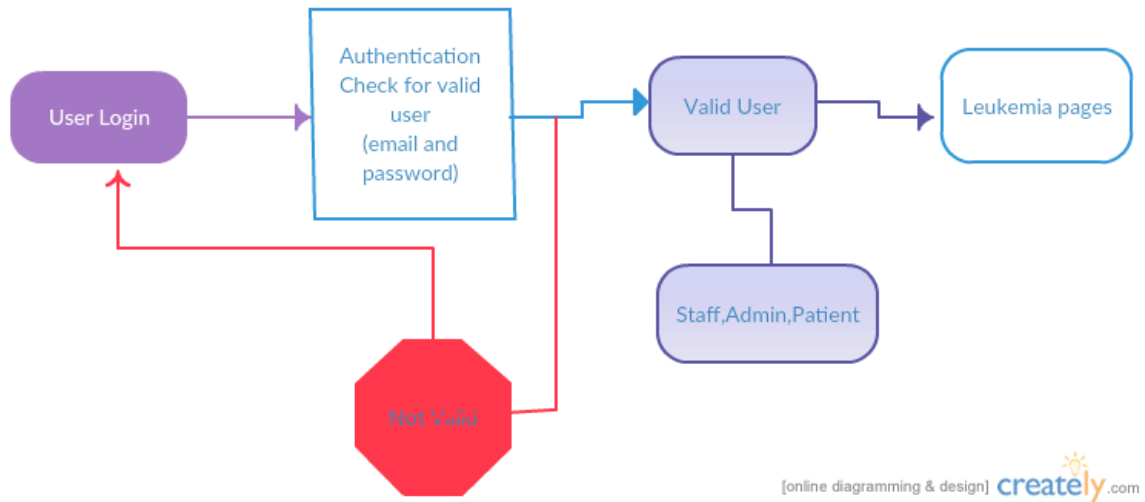 User Login
Authentication
Check for valid
user
(email and
password)
Valid User
Leukemia pages
Staff,Admin,Patient
Not Valid
[online diagramming & design] creately.com